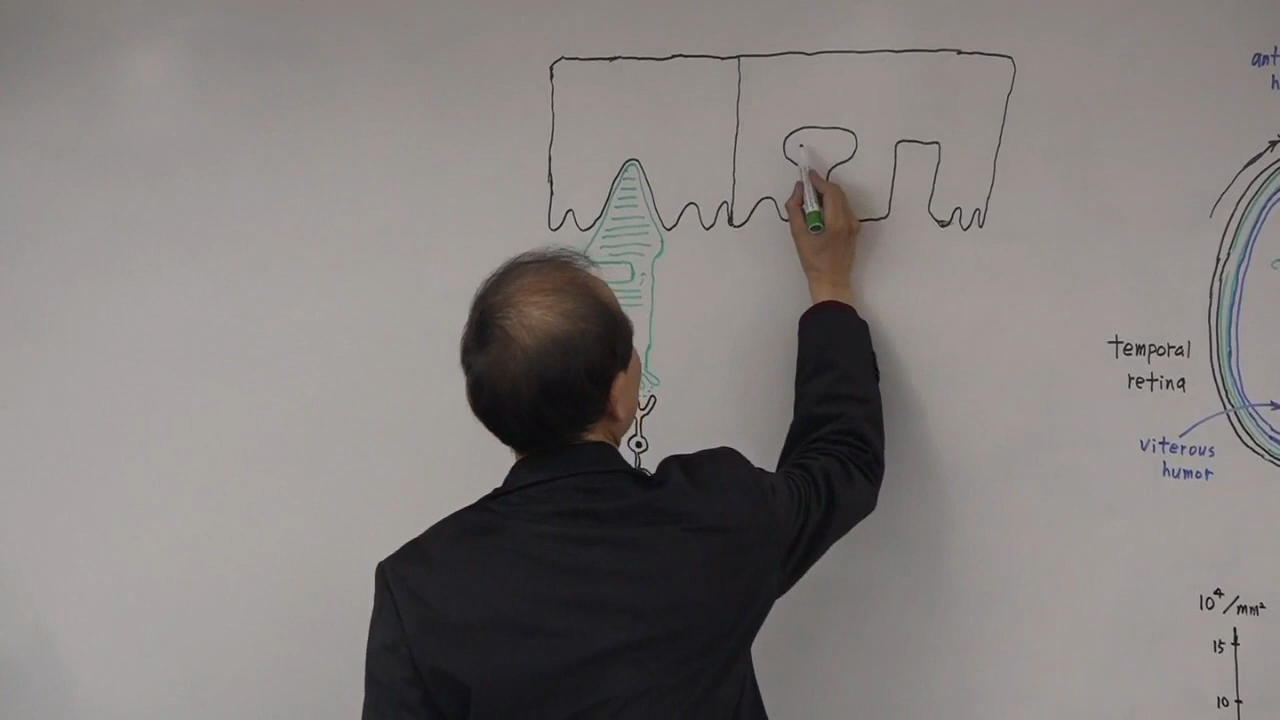 ant
h
temporal
retina
viterous
humor
10⁴/mm²
15
10